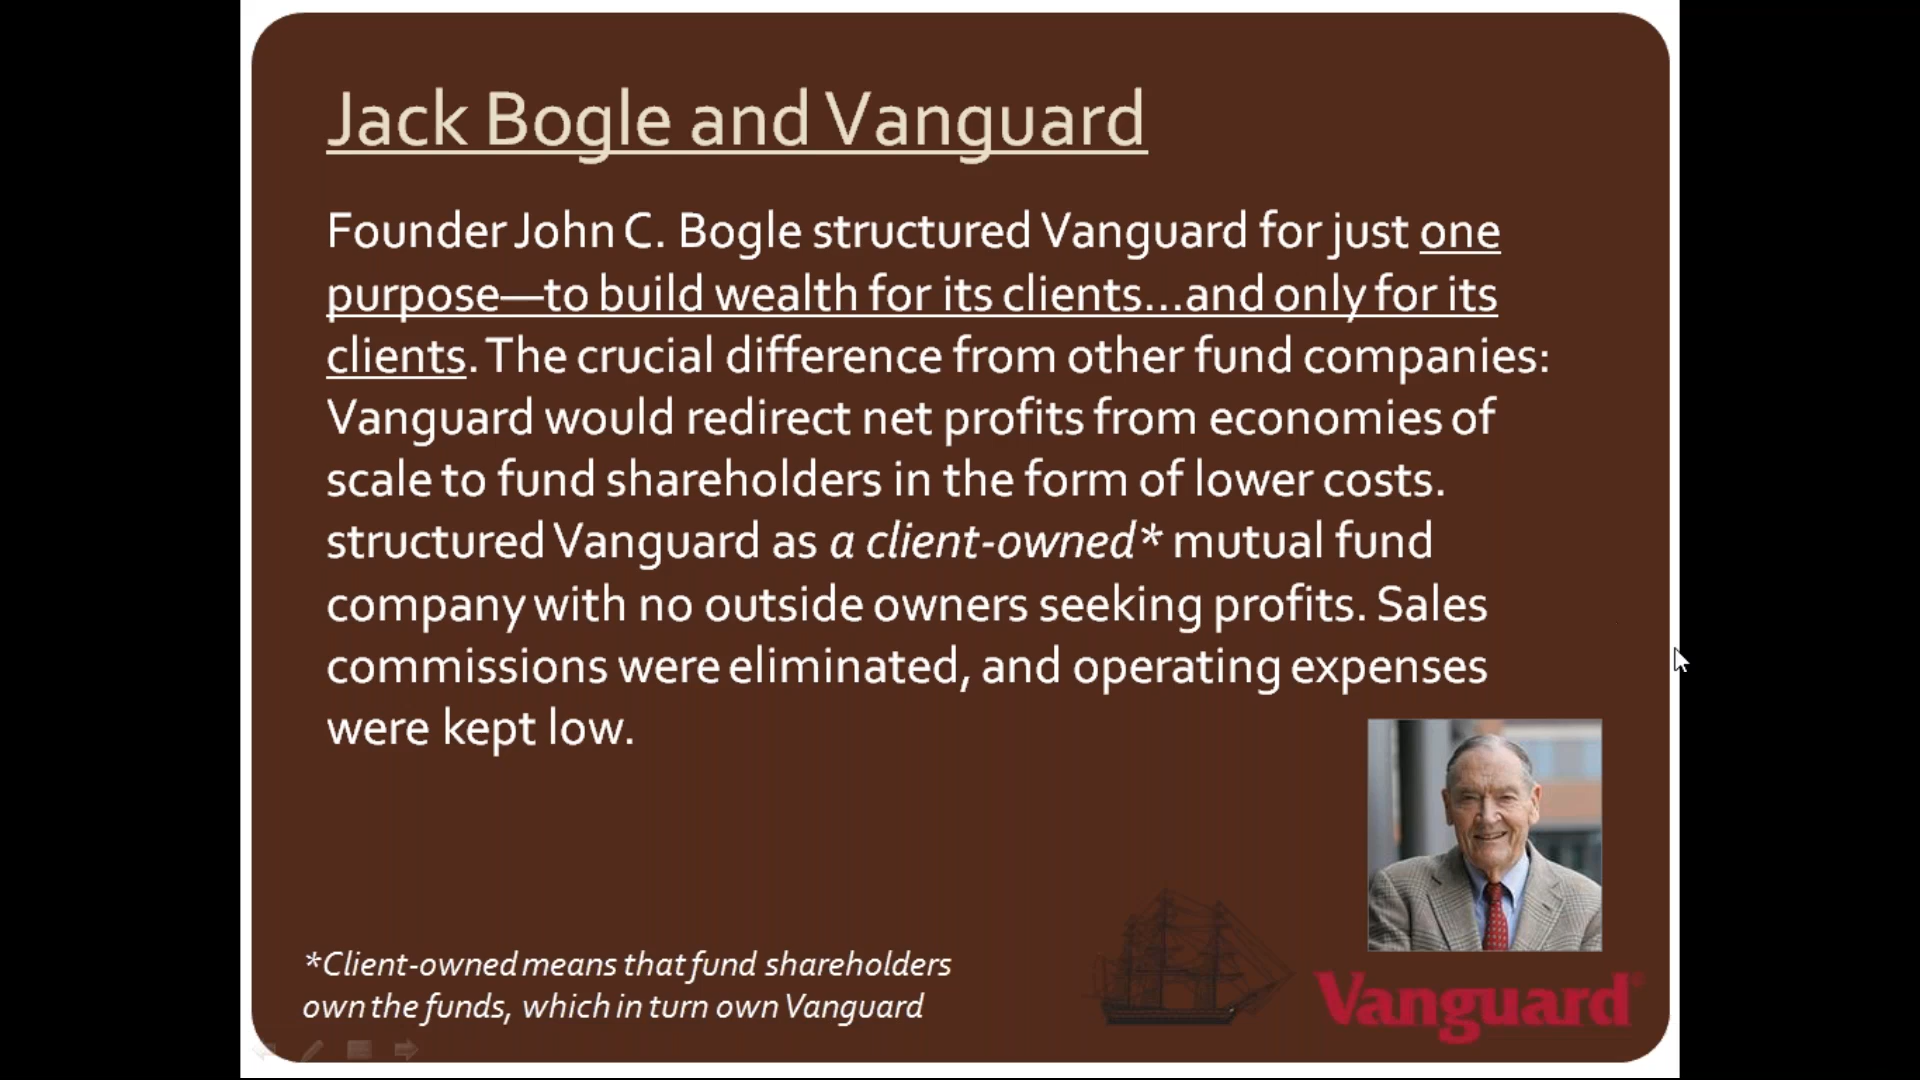 Jack Bogle and Vanguard
Founder John C. Bogle structured Vanguard for just one
purpose—to build wealth for its clients...and only for its
clients. The crucial difference from other fund companies:
Vanguard would redirect net profits from economies of
scale to fund shareholders in the form of lower costs.
structured Vanguard as a client-owned* mutual fund
company with no outside owners seeking profits. Sales
commissions were eliminated, and operating expenses
were kept low.
*Client-owned means that fund shareholders
own the funds, which in turn own Vanguard
Vanguard®